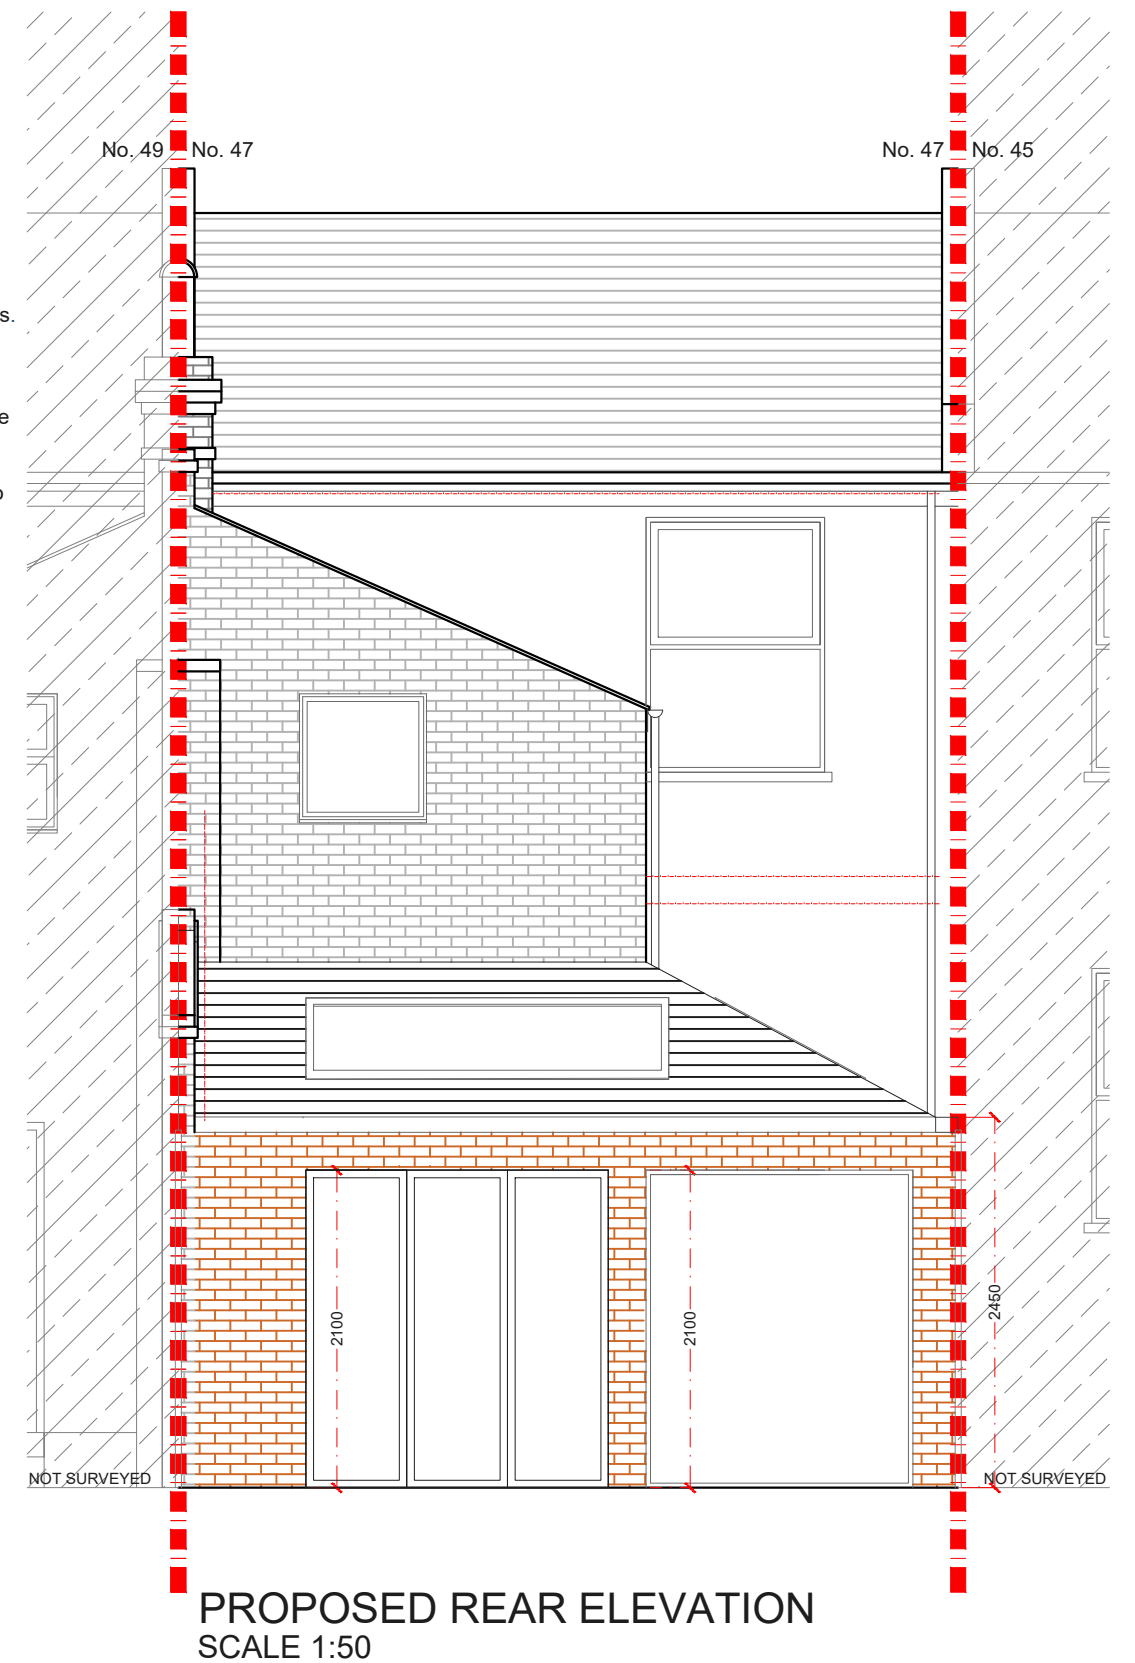 No. 49 No. 47
No. 47 No. 45
s.
e
2450
2100
2100
NOT SURVEYED
NOT SURVEYED
PROPOSED REAR ELEVATION
SCALE 1:50